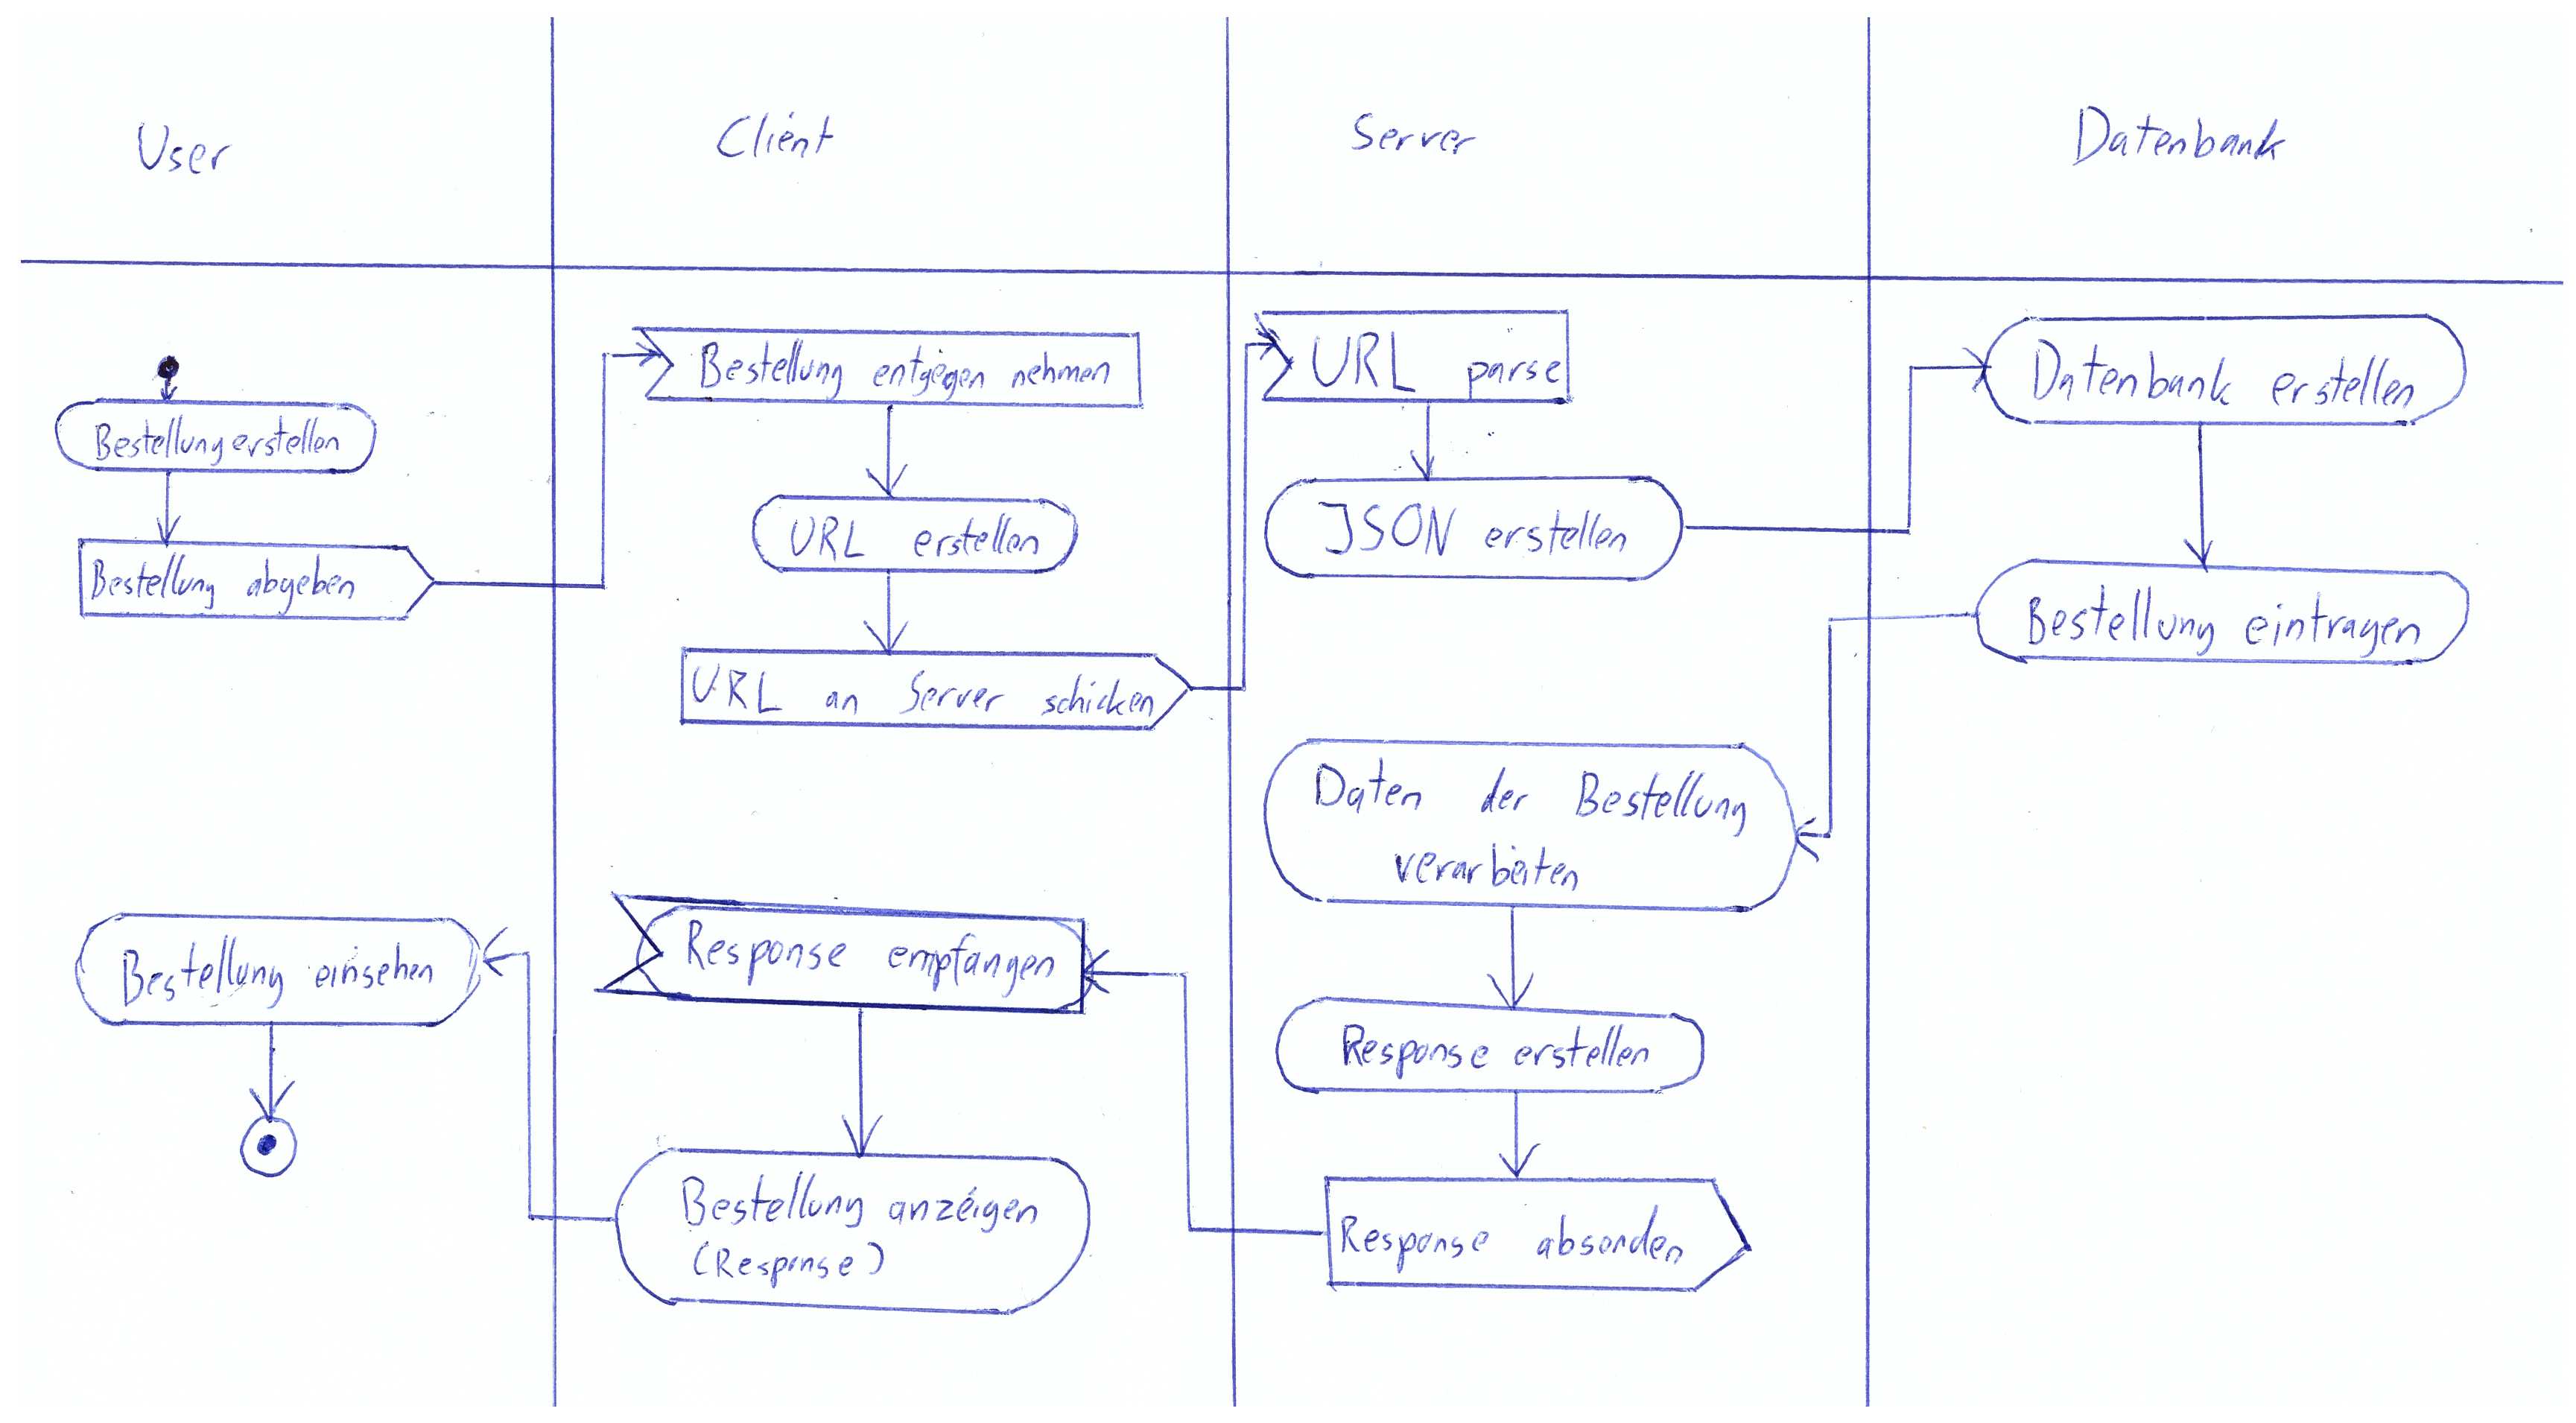 User
Client
Server
Datenbank
Bestellung erstellen
Bestellung abgeben
Bestellung entgegen nehmen
URL erstellen
URL an Server schicken
URL parse
JSON erstellen
Datenbank erstellen
Bestellung eintragen
Daten der Bestellung
verarbeiten
Response erstellen
Response absenden
Response empfangen
Bestellung anzeigen
(Response)
Bestellung einsehen